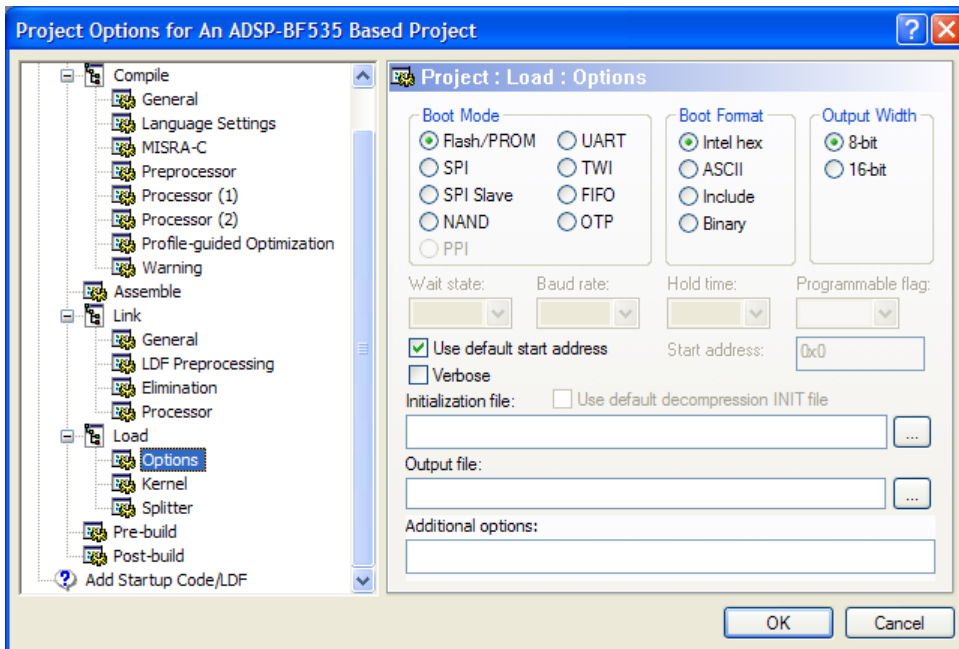 Project Options for An ADSP-BF535 Based Project
Compile
General
Language Settings
MISRA-C
Preprocessor
Processor (1)
Processor (2)
Profile-guided Optimization
Warning
Assemble
Link
General
LDF Preprocessing
Elimination
Processor
Load
Options
Kernel
Splitter
Pre-build
Post-build
Add Startup Code/LDF
Project : Load : Options
Boot Mode
Flash/PROM
UART
SPI
TWI
SPI Slave
FIFO
NAND
OTP
PPI
Boot Format
Intel hex
ASCII
Include
Binary
Output Width
8-bit
16-bit
Wait state:
Baud rate:
Hold time:
Programmable flag:
Use default start address
Start address:
0x0
Verbose
Initialization file:
Use default decompression INIT file
...
Output file:
...
Additional options:
OK
Cancel